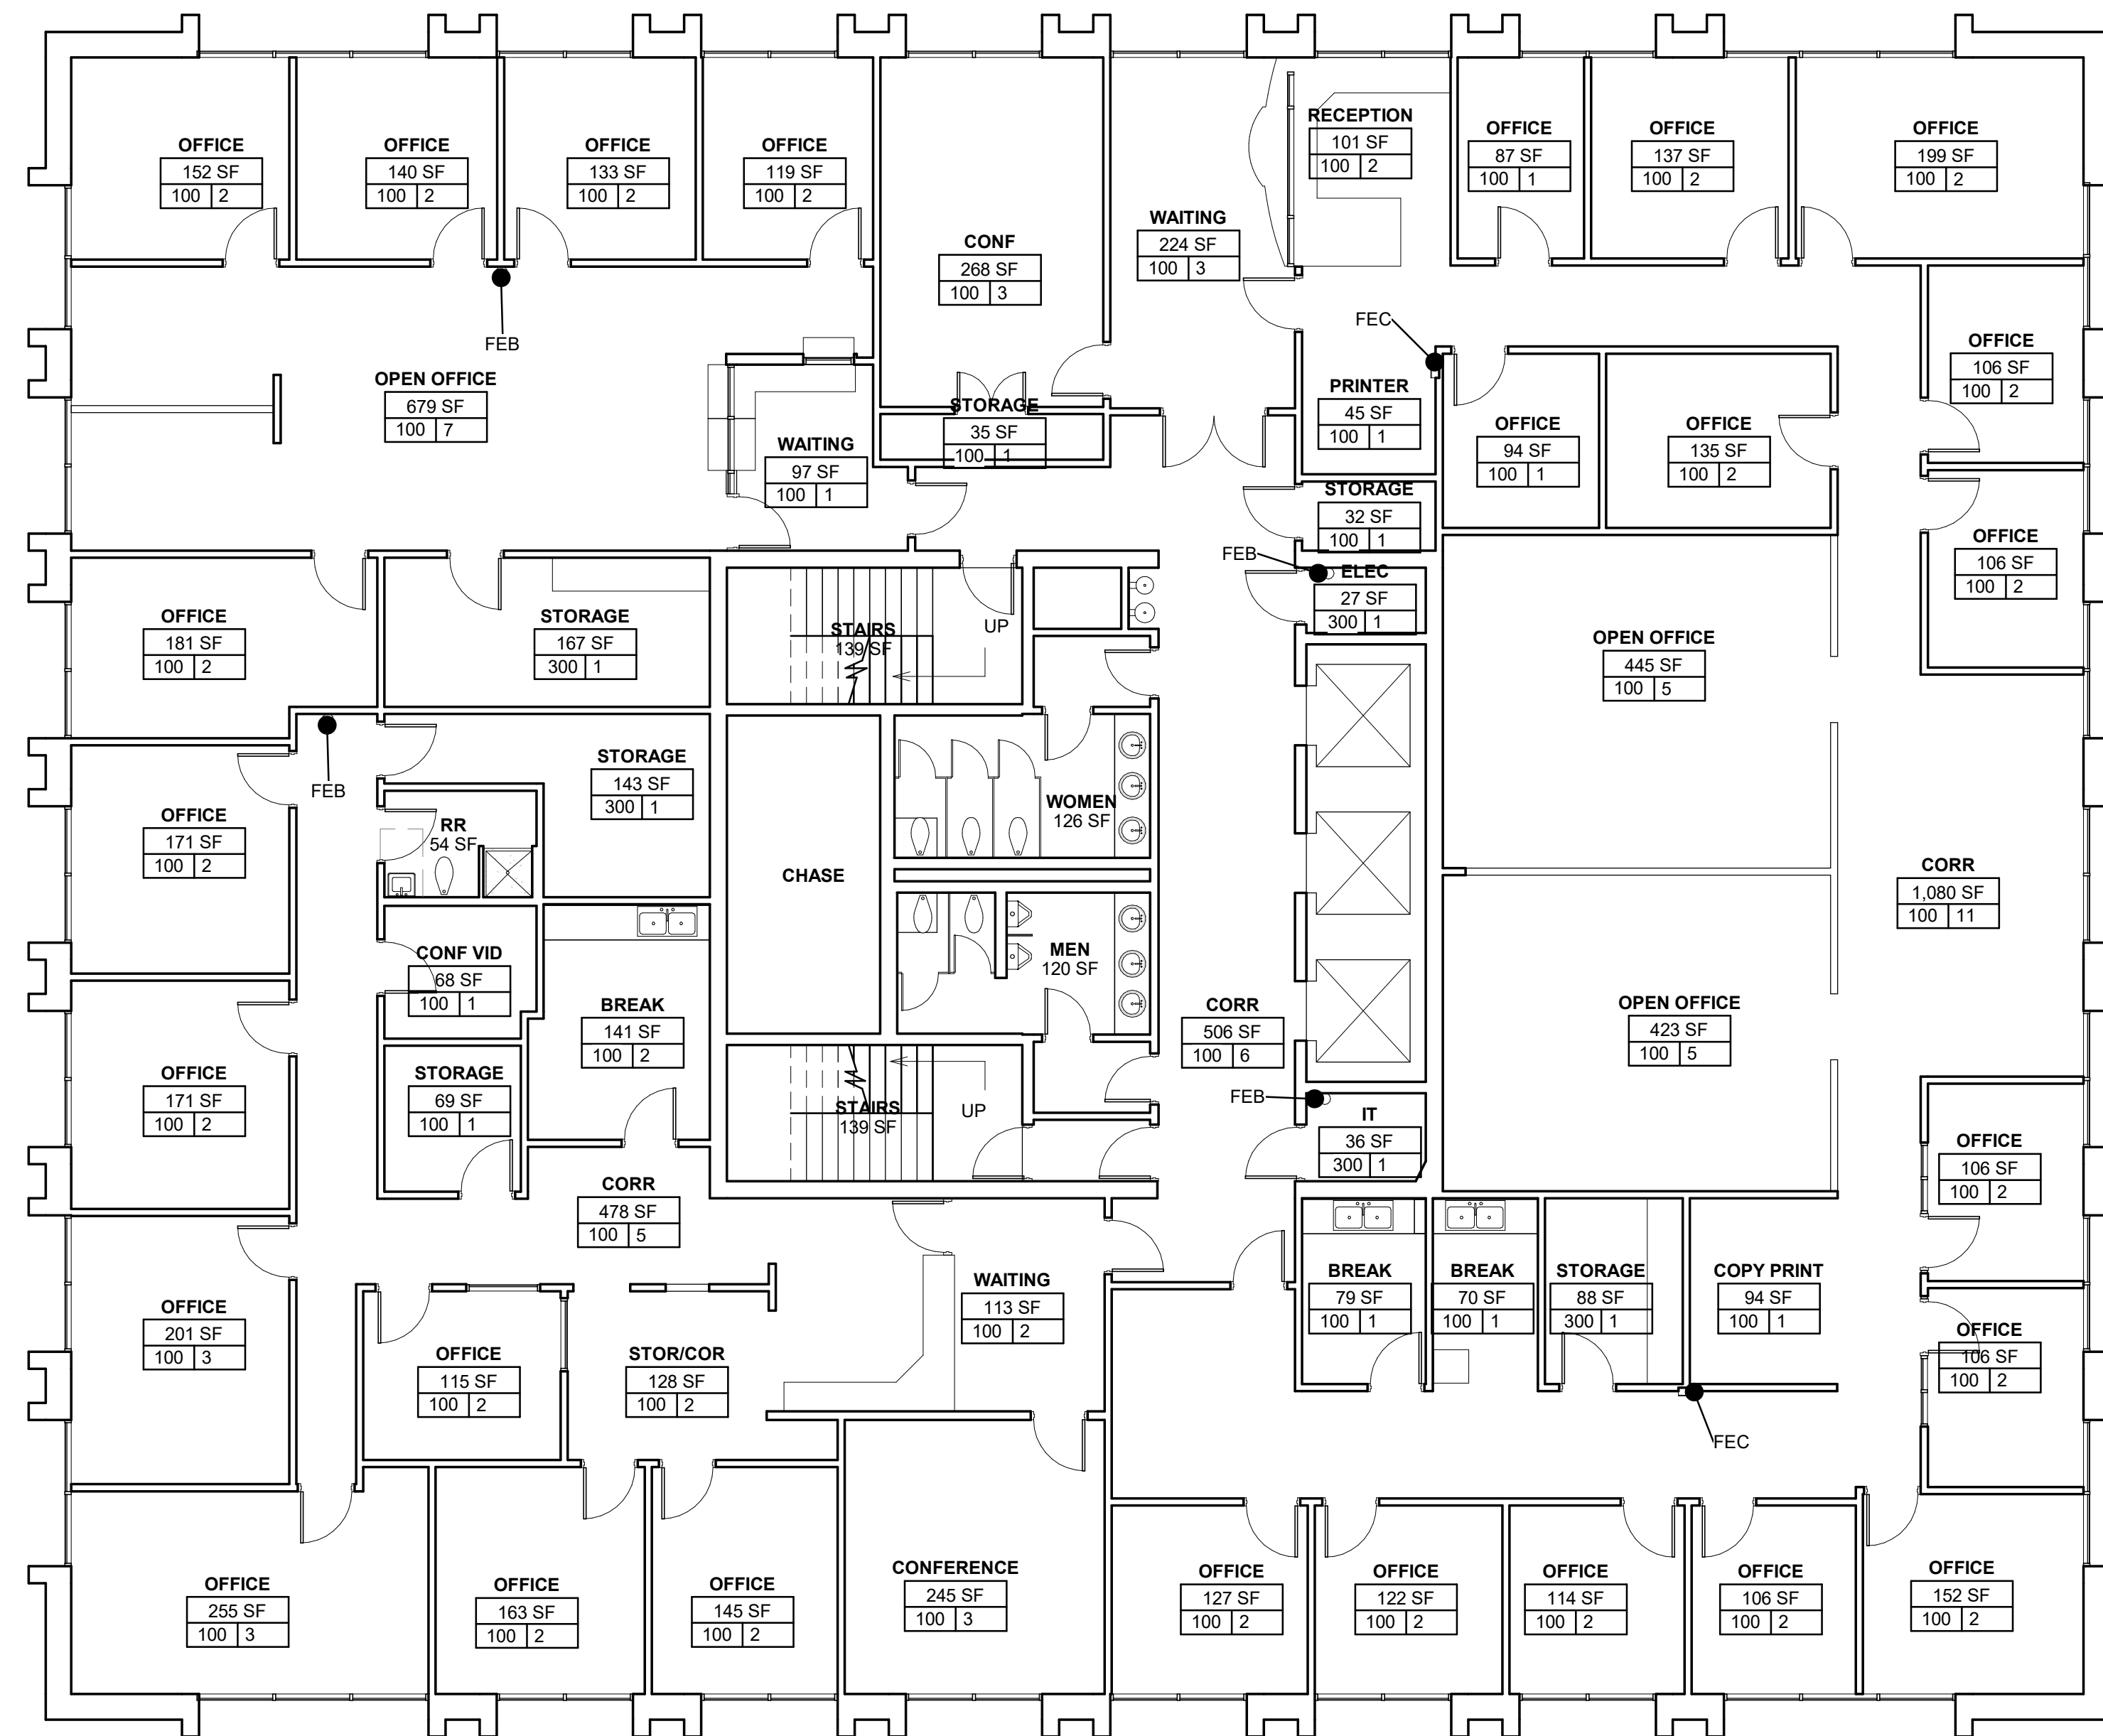 OFFICE
152 SF
100 2
OFFICE
140 SF
100 2
OFFICE
133 SF
100 2
OFFICE
119 SF
100 2
CONF
268 SF
100 3
WAITING
224 SF
100 3
RECEPTION
101 SF
100 2
OFFICE
87 SF
100 1
OFFICE
137 SF
100 2
OFFICE
199 SF
100 2
FEB
OPEN OFFICE
679 SF
100 7
WAITING
97 SF
100 1
STORAGE
35 SF
100 1
FEC
PRINTER
45 SF
100 1
OFFICE
94 SF
100 1
OFFICE
135 SF
100 2
OFFICE
106 SF
100 2
STORAGE
32 SF
100 1
FEB
ELEC
27 SF
300 1
OFFICE
106 SF
100 2
OFFICE
181 SF
100 2
STORAGE
167 SF
300 1
STAIRS
139 SF
UP
OPEN OFFICE
445 SF
100 5
FEB
STORAGE
143 SF
300 1
OFFICE
171 SF
100 2
RR
54 SF
CHASE
WOMEN
126 SF
CORR
1,080 SF
100 11
CONF VID
68 SF
100 1
BREAK
141 SF
100 2
MEN
120 SF
CORR
506 SF
100 6
OPEN OFFICE
423 SF
100 5
OFFICE
171 SF
100 2
STORAGE
69 SF
100 1
STAIRS
139 SF
UP
FEB
IT
36 SF
300 1
OFFICE
106 SF
100 2
CORR
478 SF
100 5
OFFICE
201 SF
100 3
WAITING
113 SF
100 2
BREAK
79 SF
100 1
BREAK
70 SF
100 1
STORAGE
88 SF
300 1
COPY PRINT
94 SF
100 1
OFFICE
106 SF
100 2
OFFICE
115 SF
100 2
STOR/COR
128 SF
100 2
FEC
OFFICE
255 SF
100 3
OFFICE
163 SF
100 2
OFFICE
145 SF
100 2
CONFERENCE
245 SF
100 3
OFFICE
127 SF
100 2
OFFICE
122 SF
100 2
OFFICE
114 SF
100 2
OFFICE
106 SF
100 2
OFFICE
152 SF
100 2